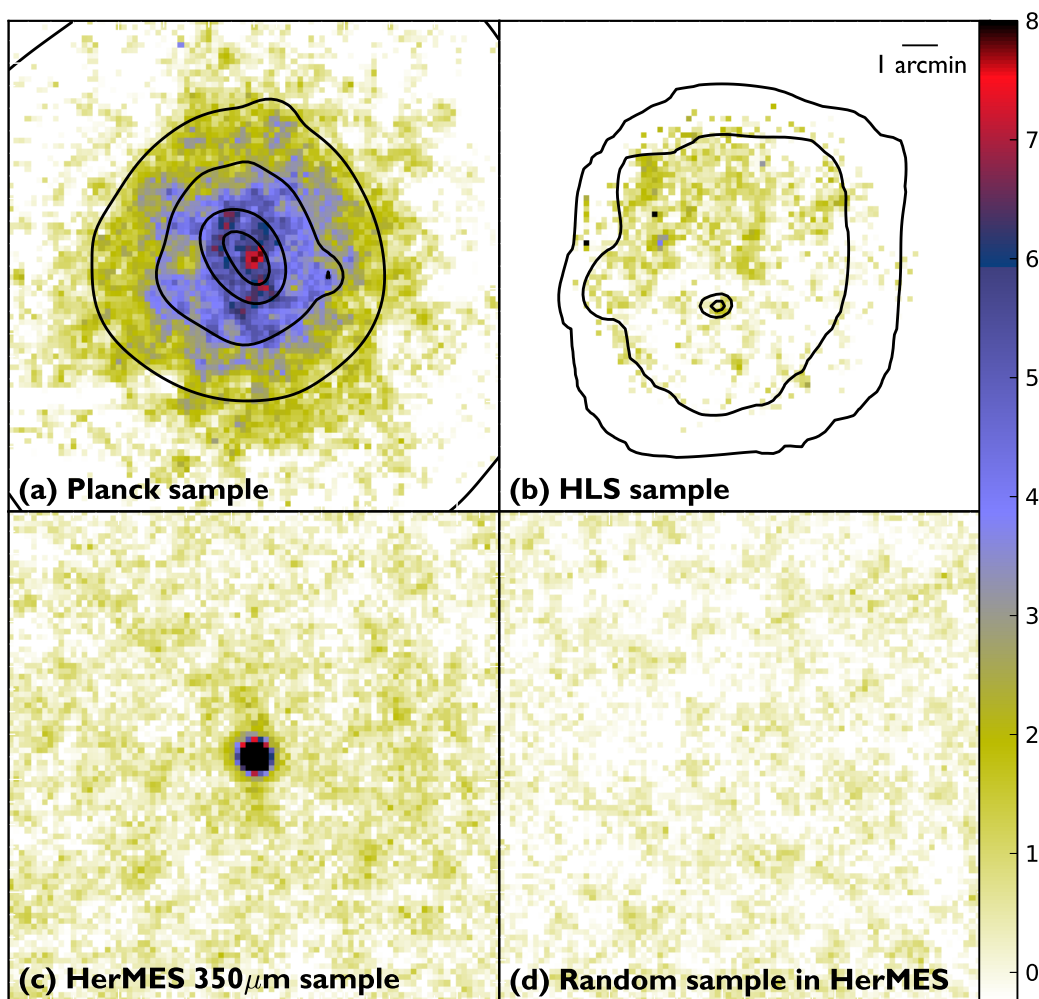 1 arcmin
(a) Planck sample
(b) HLS sample
(c) HerMES 350μm sample
(d) Random sample in HerMES
8
7
6
5
4
3
2
1
0